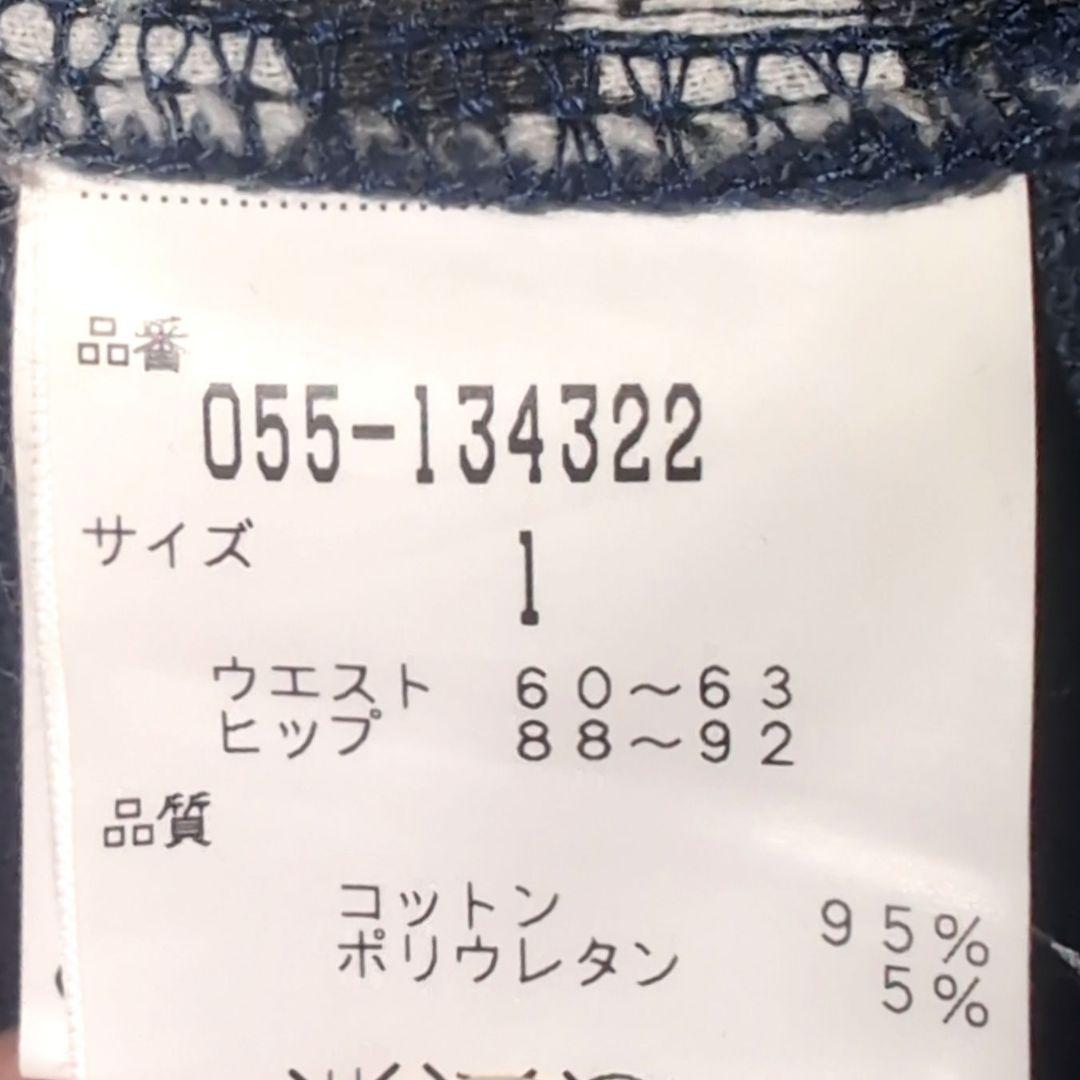 品番
055-134322
サイズ 1
ウエスト 60～63
ヒップ 88～92
品質
コットン 95%
ポリウレタン 5%